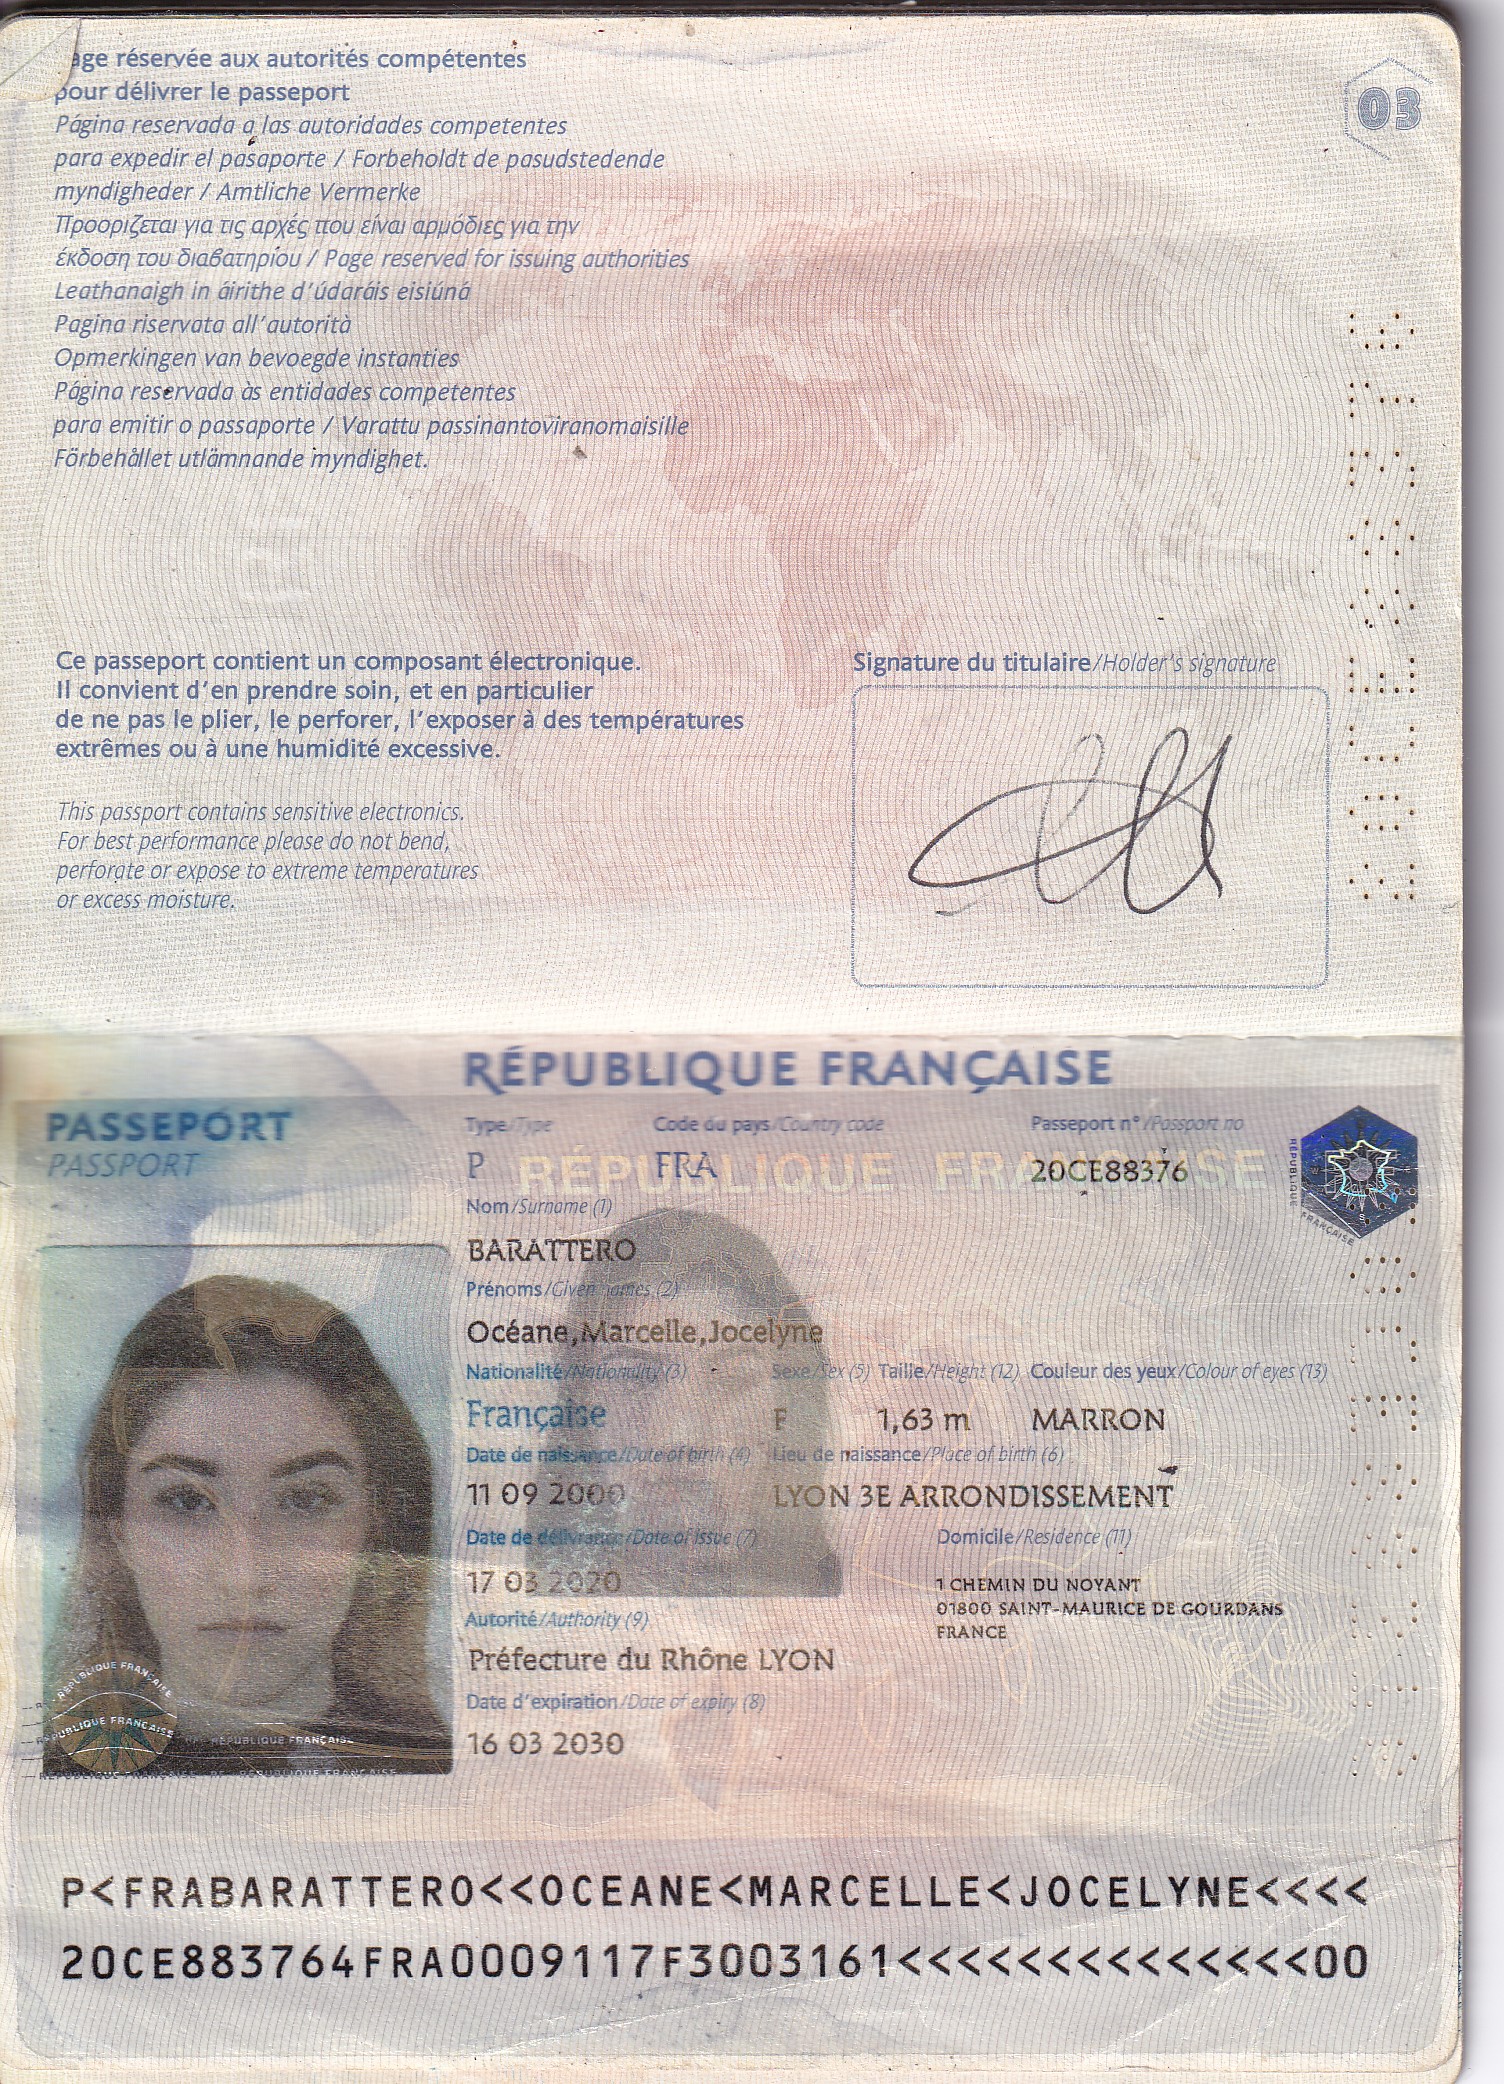 age réservée aux autorités compétentes
pour délivrer le passeport
Página reservada a las autoridades competentes
para expedir el pasaporte / Forbeholdt de pasudstedende
myndigheder / Amtliche Vermerke
Προορίζεται για τις αρχές που είναι αρμόδιες για την
έκδοση του διαβατηρίου / Page reserved for issuing authorities
Leathanaigh in áirithe d'údaráis eisiúná
Pagina riservata all'autorità
Opmerkingen van bevoegde instanties
Página reservada às entidades competentes
para emitir o passaporte / Varattu passinantoviranomaisille
Förbehållet utlämnande myndighet.
03
Ce passeport contient un composant électronique.
Il convient d'en prendre soin, et en particulier
de ne pas le plier, le perforer, l'exposer à des températures
extrêmes ou à une humidité excessive.
This passport contains sensitive electronics.
For best performance please do not bend,
perforate or expose to extreme temperatures
or excess moisture.
Signature du titulaire/Holder's signature
20CE88376
RÉPUBLIQUE FRANÇAISE
PASSEPORT
PASSPORT
Type/Type Code du pays/Country code Passeport n°/Passport no
P FRA 20CE88376
RÉPUBLIQUE FRANÇAISE
Nom/Surname (1)
BARATTERO
Prénoms/Given names (2)
Océane,Marcelle,Jocelyne
Nationalité/Nationality (3) Sexe/Sex (5) Taille/Height (12) Couleur des yeux/Colour of eyes (13)
Française F 1,63 m MARRON
Date de naissance/Date of birth (4) Lieu de naissance/Place of birth (6)
11 09 2000 LYON 3E ARRONDISSEMENT
Date de délivrance/Date of issue (7) Domicile/Residence (11)
17 03 2020 1 CHEMIN DU NOYANT
01800 SAINT-MAURICE DE GOURDANS
FRANCE
Autorité/Authority (9)
Préfecture du Rhône LYON
Date d'expiration/Date of expiry (8)
16 03 2030
RÉPUBLIQUE FRANÇAISE
RÉPUBLIQUE FRANÇAISE
P<FRABARATTERO<<OCEANE<MARCELLE<JOCELYNE<<<<
20CE883764FRA0009117F3003161<<<<<<<<<<<<<<00